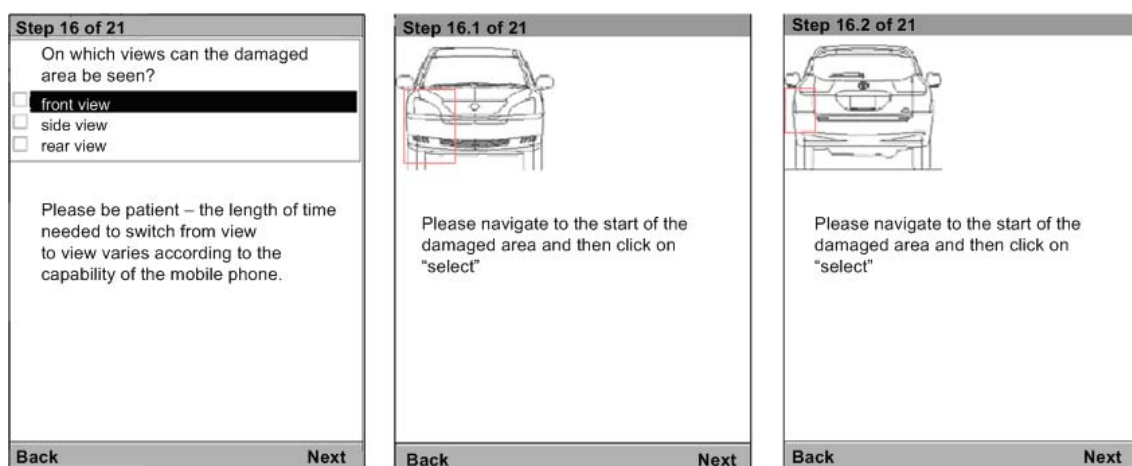 Step 16 of 21
On which views can the damaged
area be seen?
front view
side view
rear view
Please be patient – the length of time
needed to switch from view
to view varies according to the
capability of the mobile phone.
Back Next
Step 16.1 of 21
Please navigate to the start of the
damaged area and then click on
“select”
Back Next
Step 16.2 of 21
Please navigate to the start of the
damaged area and then click on
“select”
Back Next